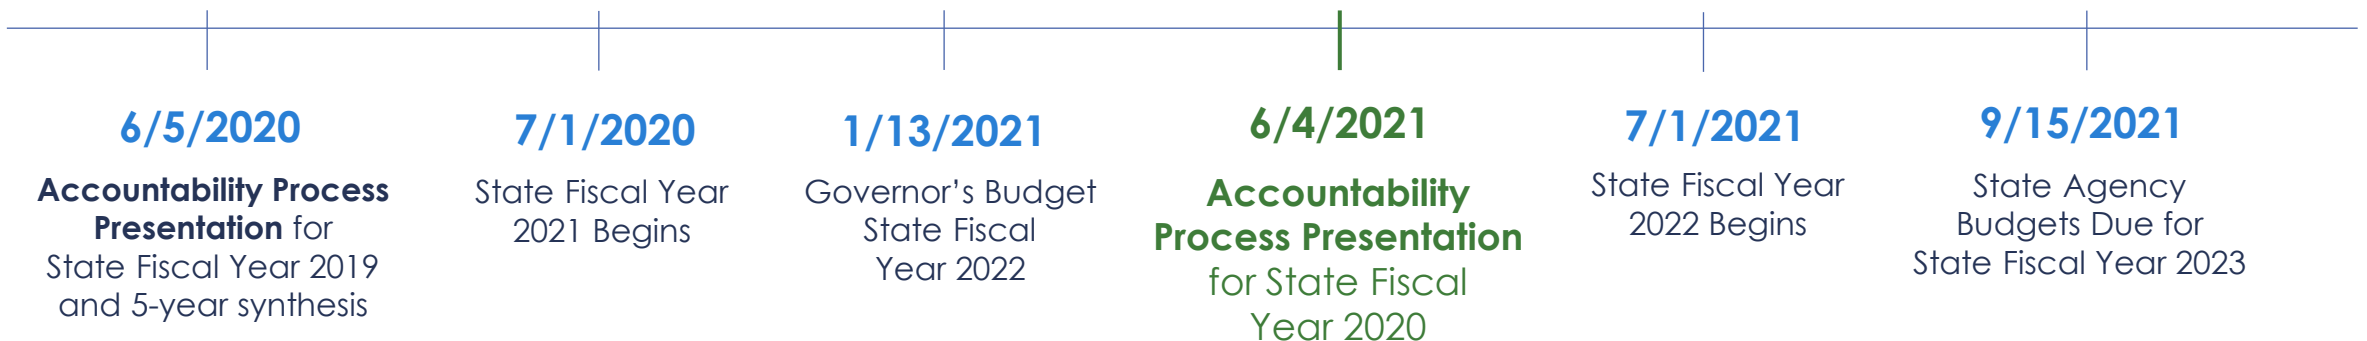 6/5/2020
Accountability Process
Presentation for
State Fiscal Year 2019
and 5-year synthesis
7/1/2020
State Fiscal Year
2021 Begins
1/13/2021
Governor’s Budget
State Fiscal
Year 2022
6/4/2021
Accountability
Process Presentation
for State Fiscal
Year 2020
7/1/2021
State Fiscal Year
2022 Begins
9/15/2021
State Agency
Budgets Due for
State Fiscal Year 2023